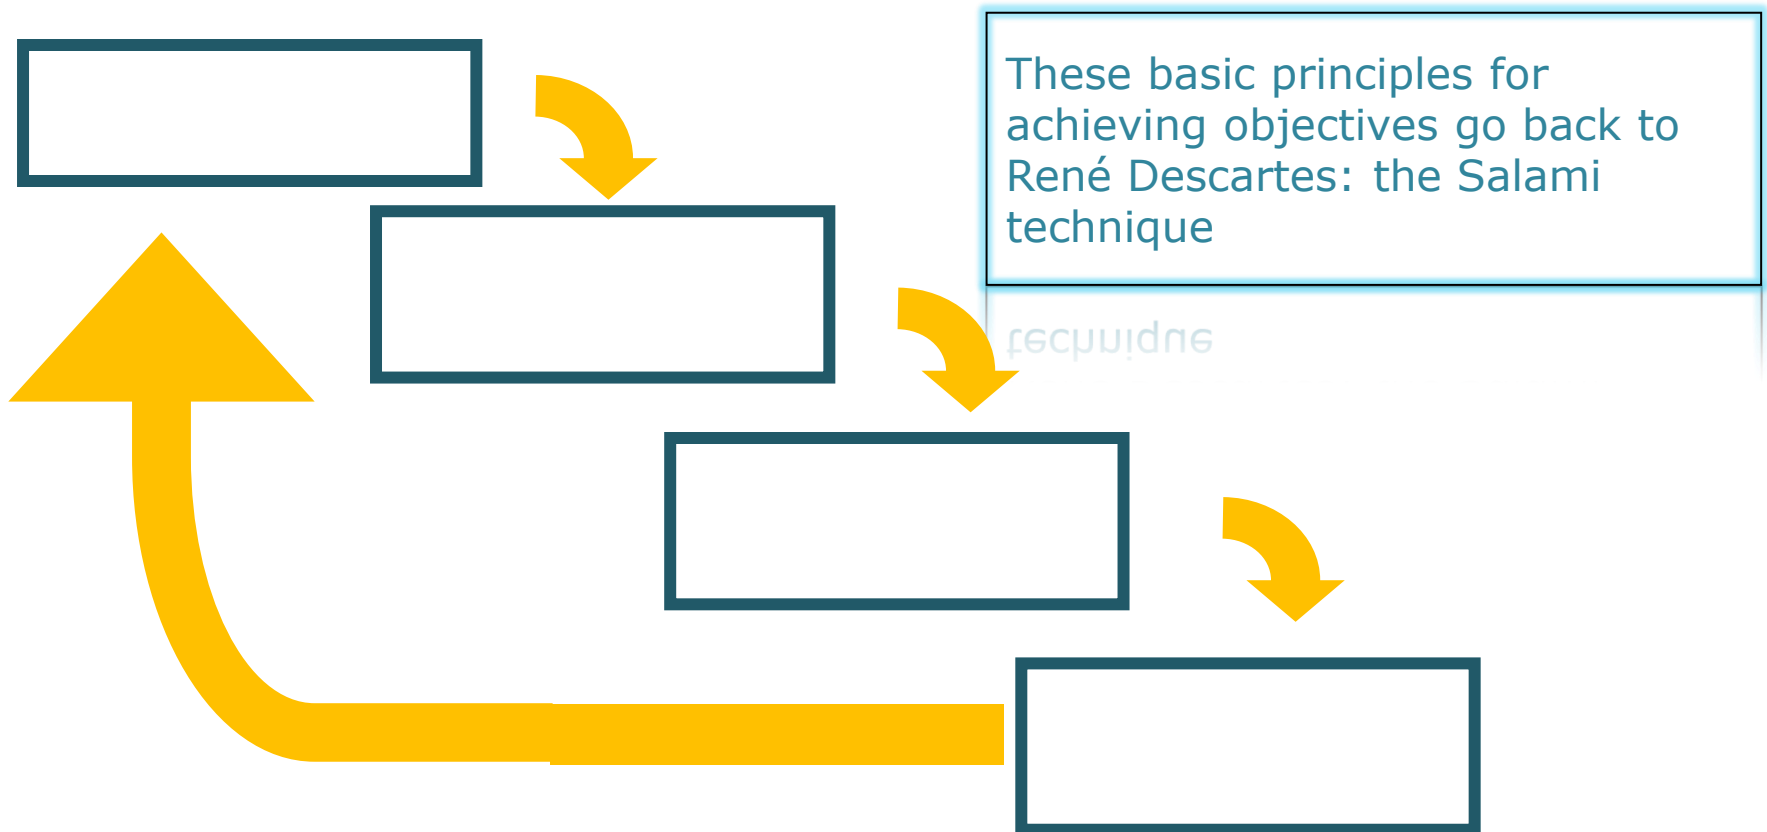 These basic principles for
achieving objectives go back to
René Descartes: the Salami
technique